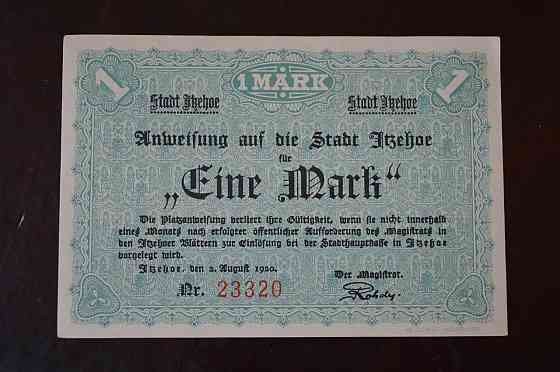 1 1 MARK 1
Stadt Itzehoe Stadt Itzehoe
Anweisung auf die Stadt Itzehoe
für
„Eine Mark“
Die Platzanweisung verliert ihre Gültigkeit, wenn sie nicht innerhalb
eines Monats nach erfolgter öffentlicher Aufforderung des Magistrats in
den Itzehoer Blättern zur Einlösung bei der Stadthauptkasse in Itzehoe
vorgelegt wird.
Itzehoe, den 2. August 1920.
Der Magistrat.
Nr. 23320
Rohdy.